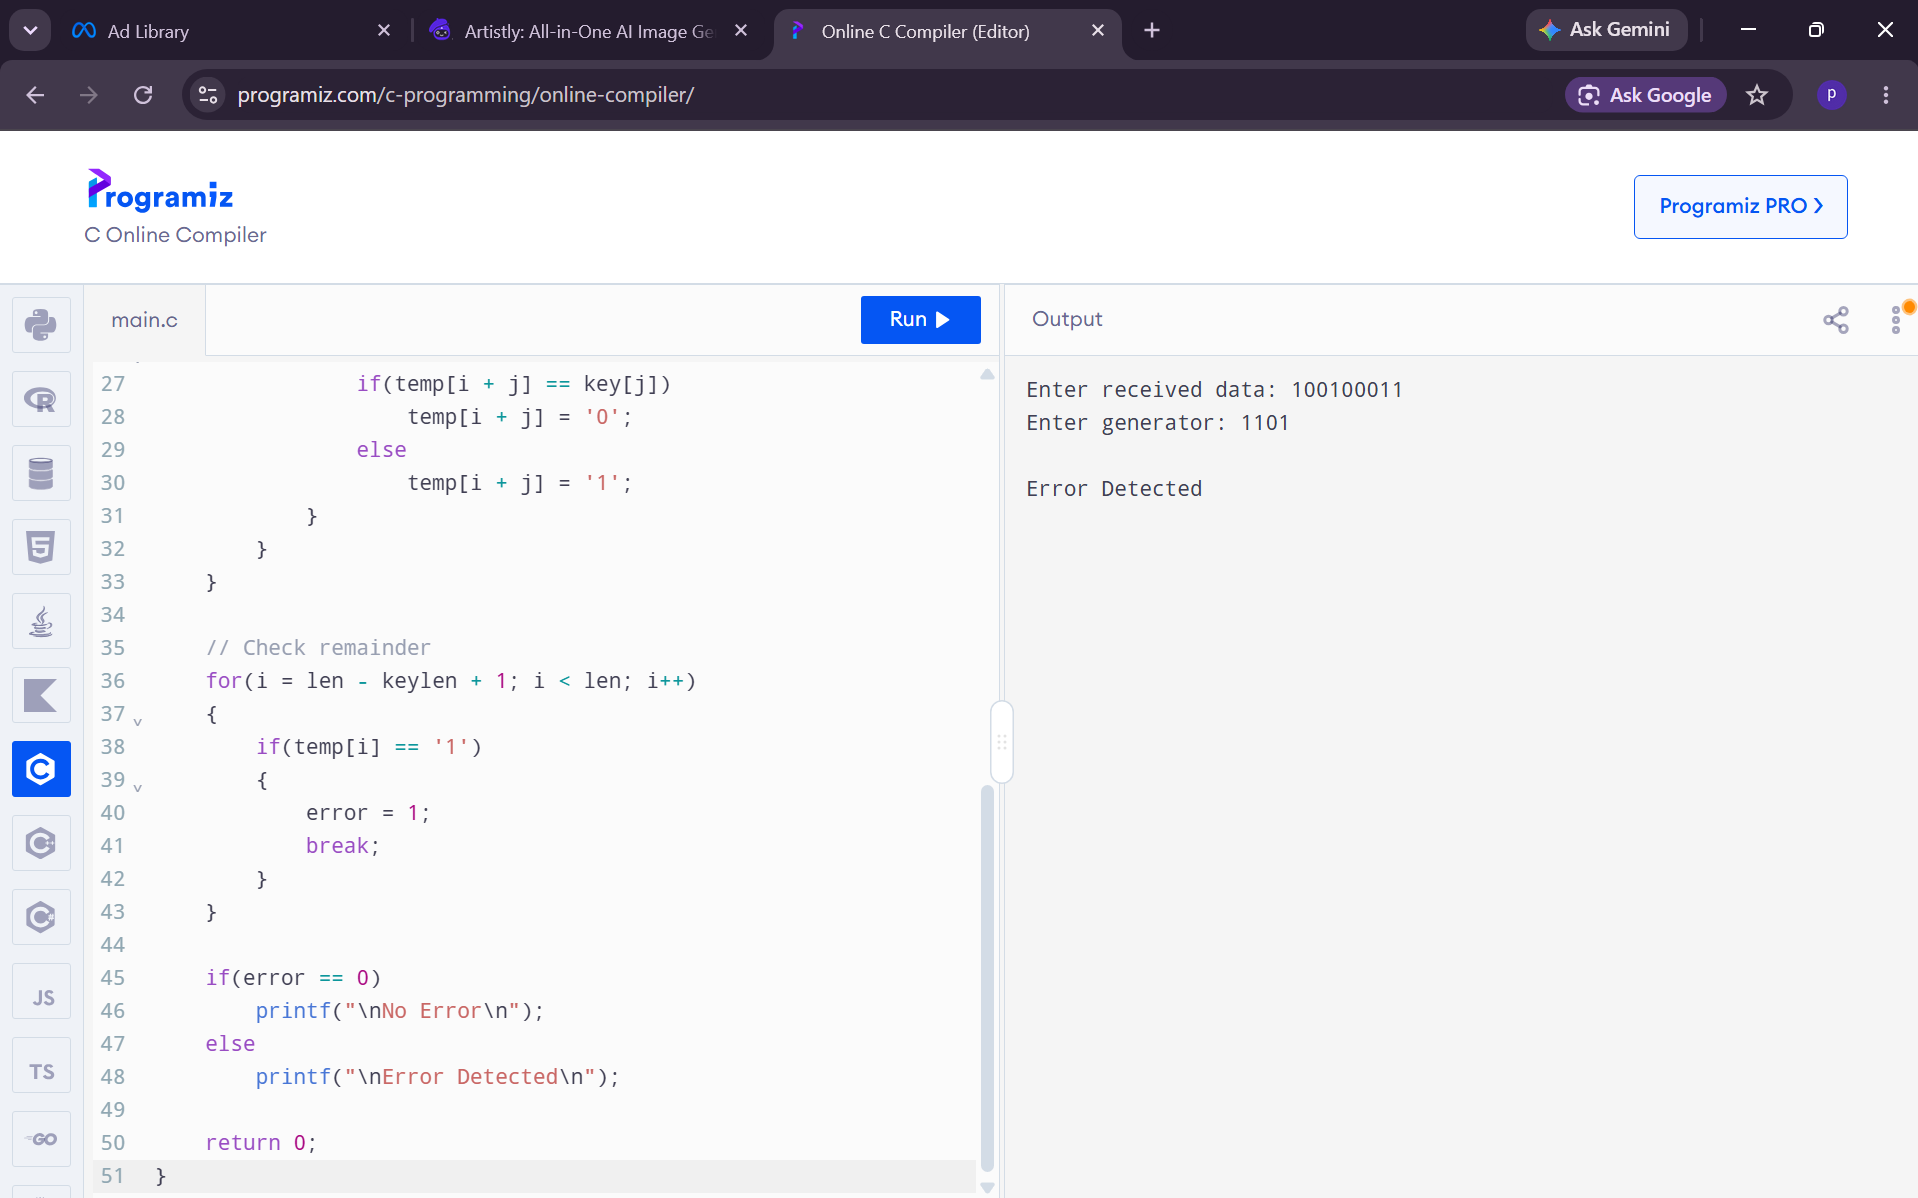 Ad Library
Artistly: All-in-One AI Image Ge
Online C Compiler (Editor)
Ask Gemini
programiz.com/c-programming/online-compiler/
Ask Google
p
Programiz
C Online Compiler
Programiz PRO
main.c
Run
Output
27 if(temp[i + j] == key[j])
28 temp[i + j] = '0';
29 else
30 temp[i + j] = '1';
31 }
32 }
33 }
34
35 // Check remainder
36 for(i = len - keylen + 1; i < len; i++)
37 {
38 if(temp[i] == '1')
39 {
40 error = 1;
41 break;
42 }
43 }
44
45 if(error == 0)
46 printf("\nNo Error\n");
47 else
48 printf("\nError Detected\n");
49
50 return 0;
51 }
Enter received data: 100100011
Enter generator: 1101
Error Detected
R
5
C
C++
C#
JS
TS
GO